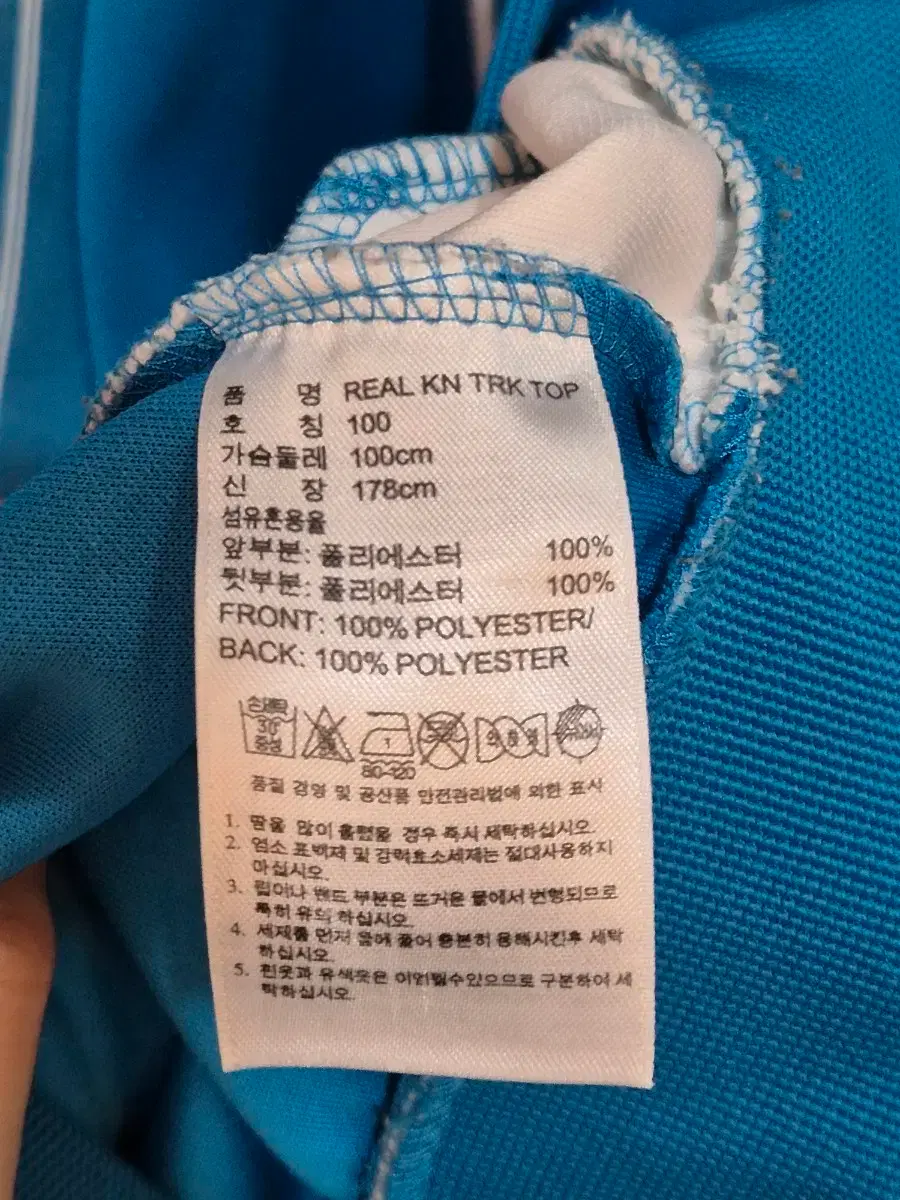 품 명 REAL KN TRK TOP
호 칭 100
가슴둘레 100cm
신 장 178cm
섬유혼용율
앞부분: 폴리에스터 100%
뒷부분: 폴리에스터 100%
FRONT: 100% POLYESTER/
BACK: 100% POLYESTER
손세탁
30°
중성
1
80-120
품질 경영 및 공산품 안전관리법에 의한 표시
1. 땀을 많이 흘렸을 경우 즉시 세탁하십시오.
2. 염소 표백제 및 강력효소세제는 절대사용하지
마십시오.
3. 립이나 밴드 부분은 뜨거운 물에서 변형되므로
특히 유의 하십시오.
4. 세제를 먼저 물에 풀어 충분히 용해시킨후 세탁
하십시오.
5. 흰옷과 유색옷은 이염될수있으므로 구분하여 세
탁하십시오.